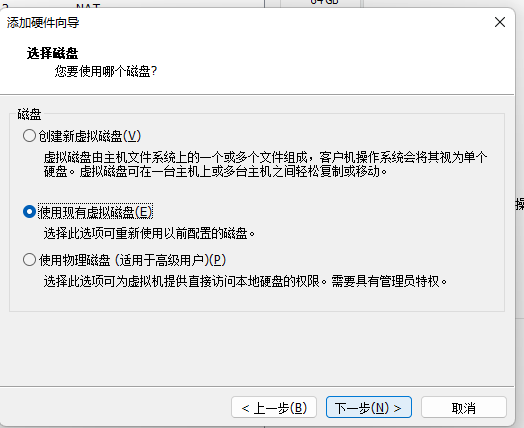 NAT
64 GB
添加硬件向导
选择磁盘
您要使用哪个磁盘?
磁盘
创建新虚拟磁盘(V)
虚拟磁盘由主机文件系统上的一个或多个文件组成，客户机操作系统会将其视为单个
硬盘。虚拟磁盘可在一台主机上或多台主机之间轻松复制或移动。
使用现有虚拟磁盘(E)
选择此选项可重新使用以前配置的磁盘。
使用物理磁盘 (适用于高级用户)(P)
选择此选项可为虚拟机提供直接访问本地硬盘的权限。需要具有管理员特权。
< 上一步(B)
下一步(N) >
取消